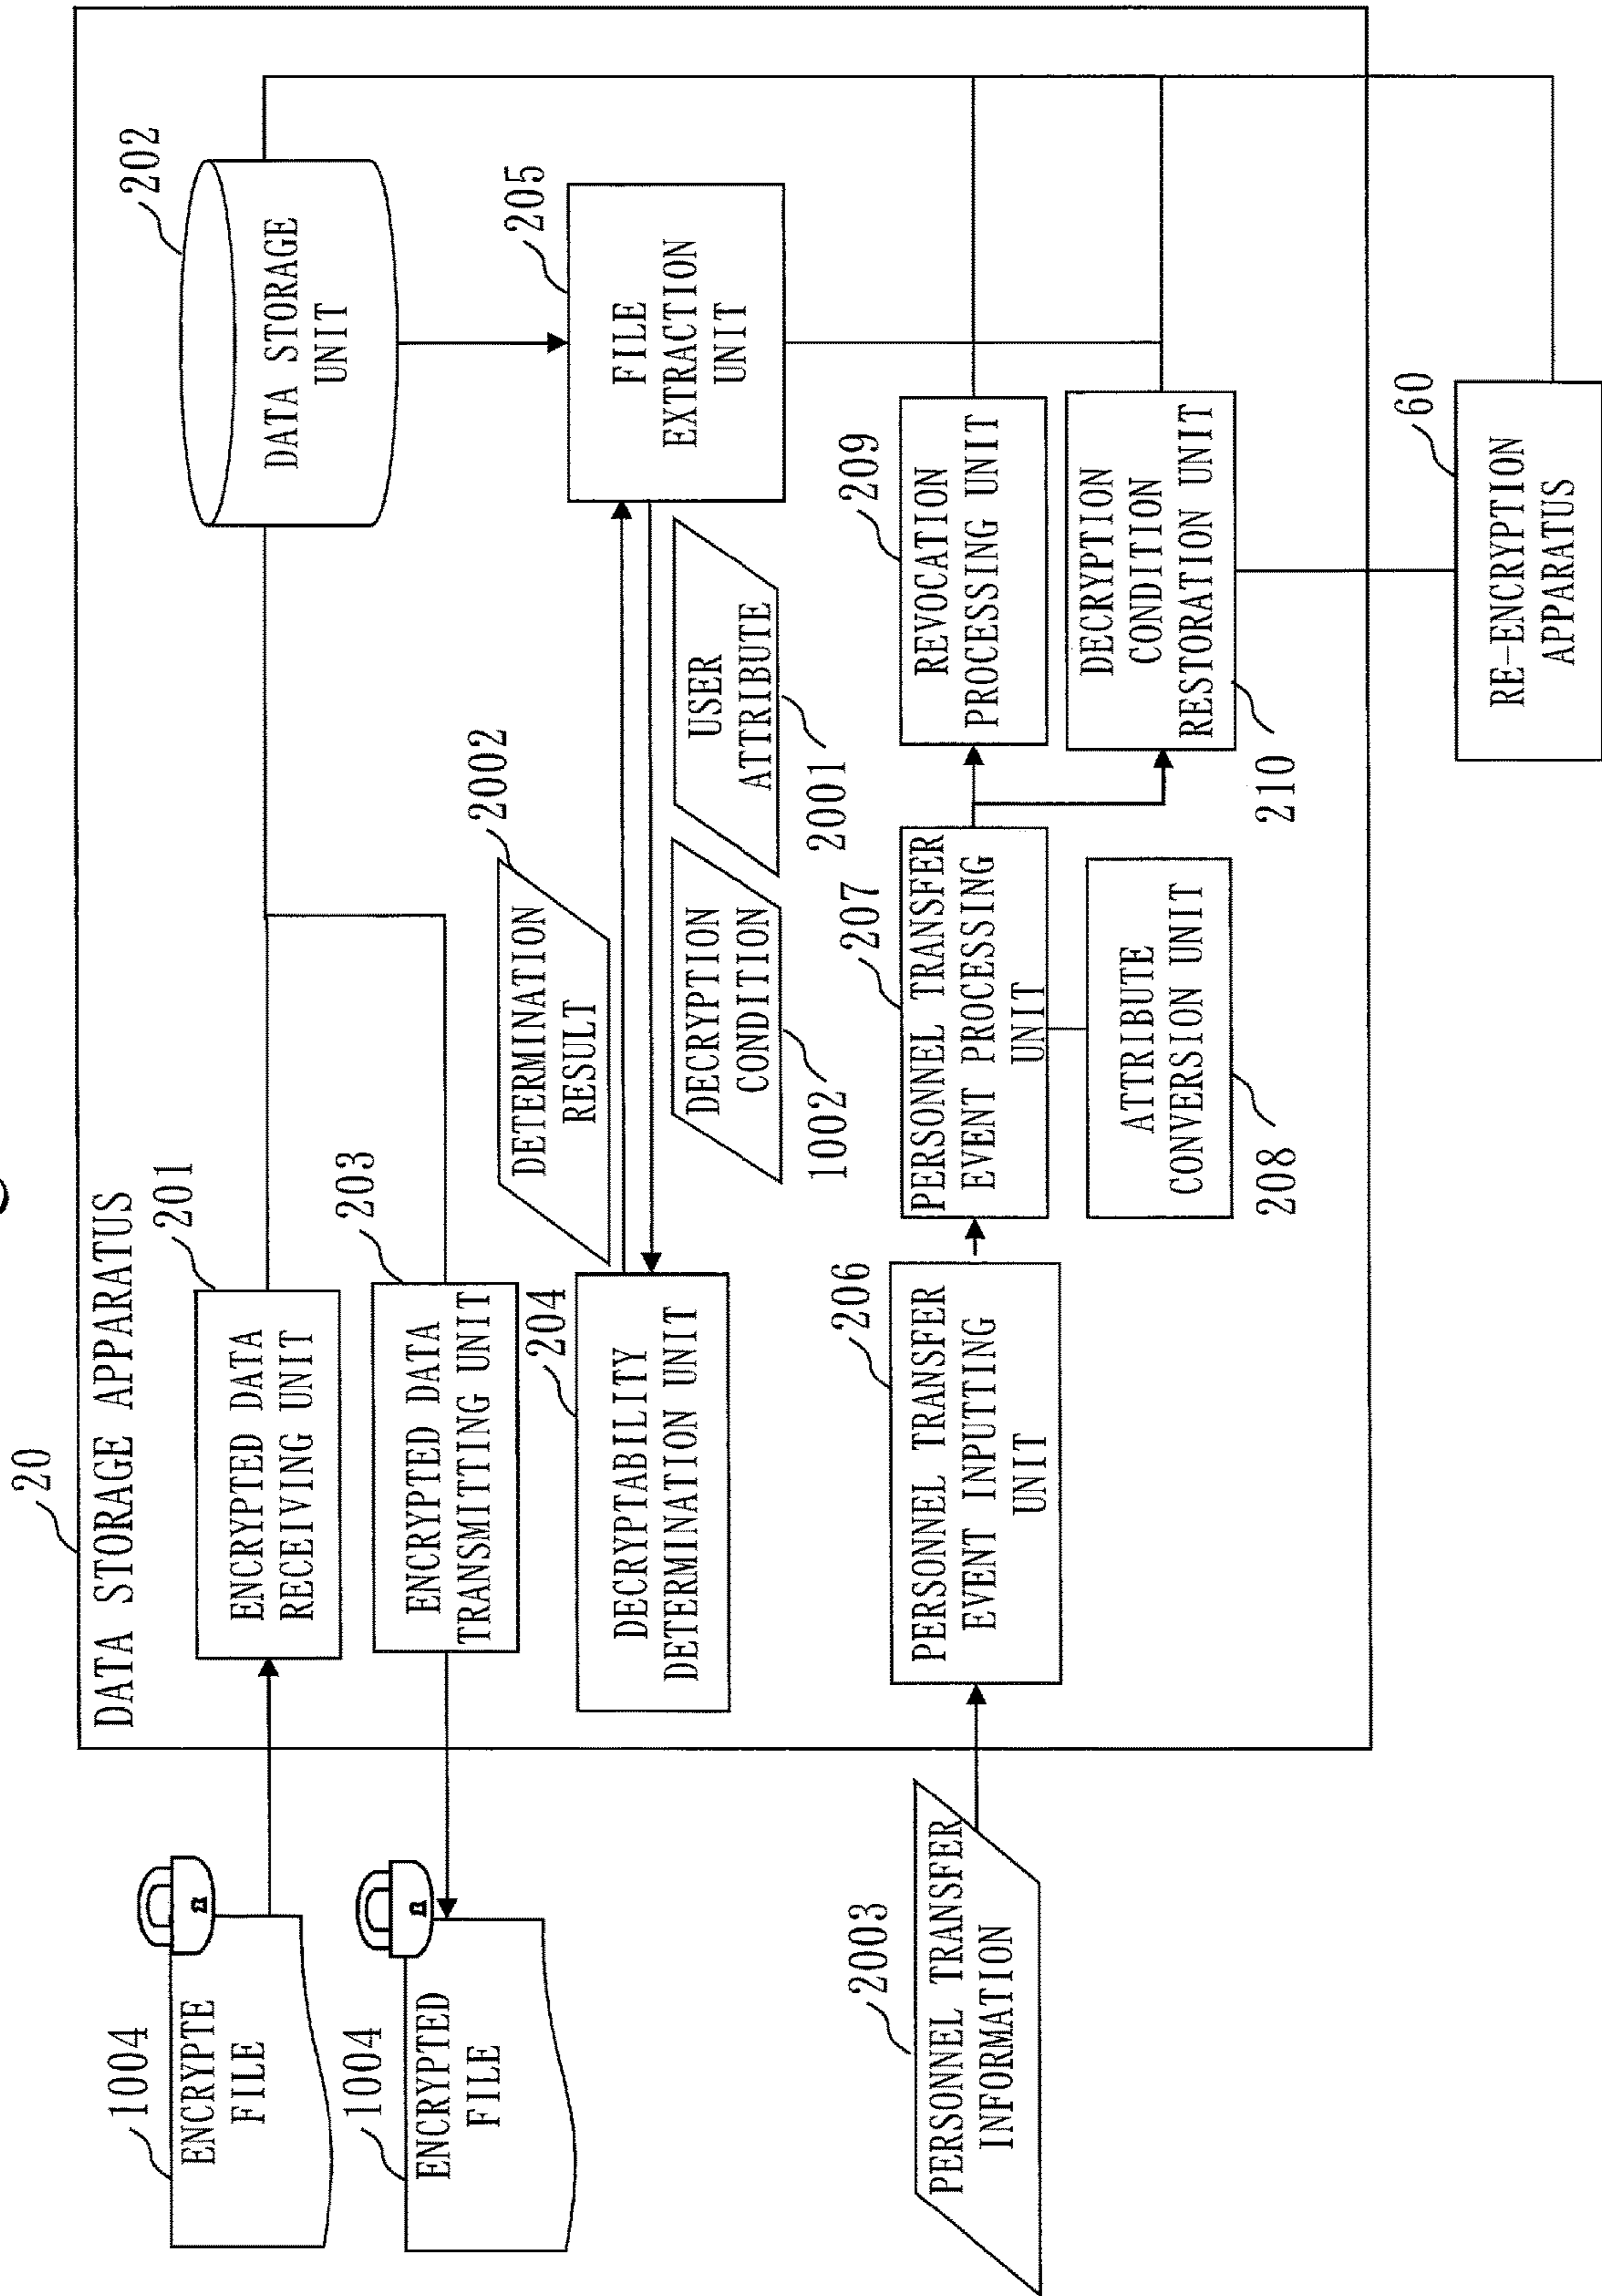 20
DATA STORAGE APPARATUS
1004
ENCRYPTE
FILE
201
ENCRYPTED DATA
RECEIVING UNIT
202
DATA STORAGE
UNIT
1004
ENCRYPTED
FILE
203
ENCRYPTED DATA
TRANSMITTING UNIT
2002
DETERMINATION
RESULT
204
DECRYPTABILITY
DETERMINATION UNIT
205
FILE
EXTRACTION
UNIT
DECRYPTION
CONDITION
1002
USER
ATTRIBUTE
2001
2003
PERSONNEL TRANSFER
INFORMATION
206
PERSONNEL TRANSFER
EVENT INPUTTING
UNIT
207
PERSONNEL TRANSFER
EVENT PROCESSING
UNIT
209
REVOCATION
PROCESSING UNIT
ATTRIBUTE
CONVERSION UNIT
208
DECRYPTION
CONDITION
RESTORATION UNIT
210
60
RE-ENCRYPTION
APPARATUS